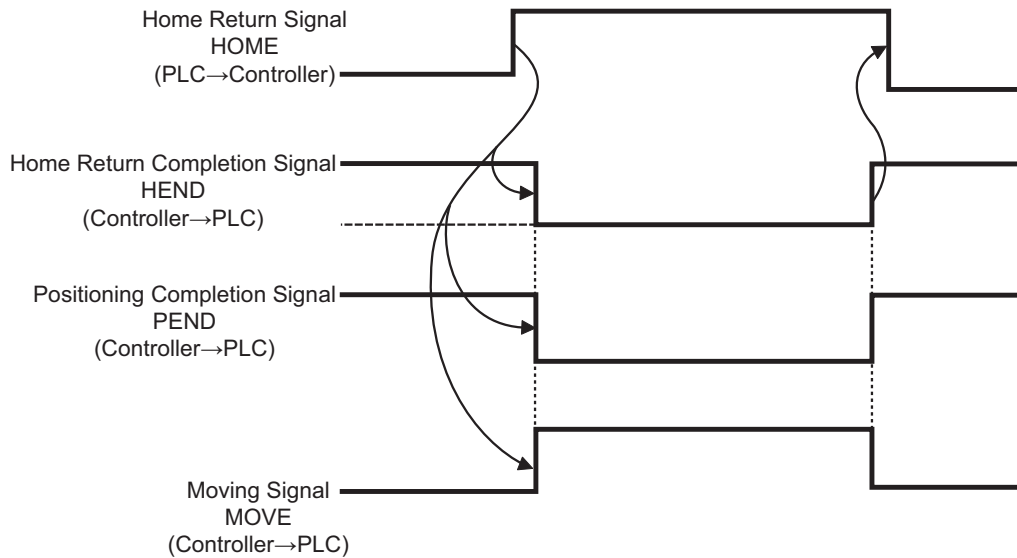 Home Return Signal
HOME
(PLC→Controller)
Home Return Completion Signal
HEND
(Controller→PLC)
Positioning Completion Signal
PEND
(Controller→PLC)
Moving Signal
MOVE
(Controller→PLC)